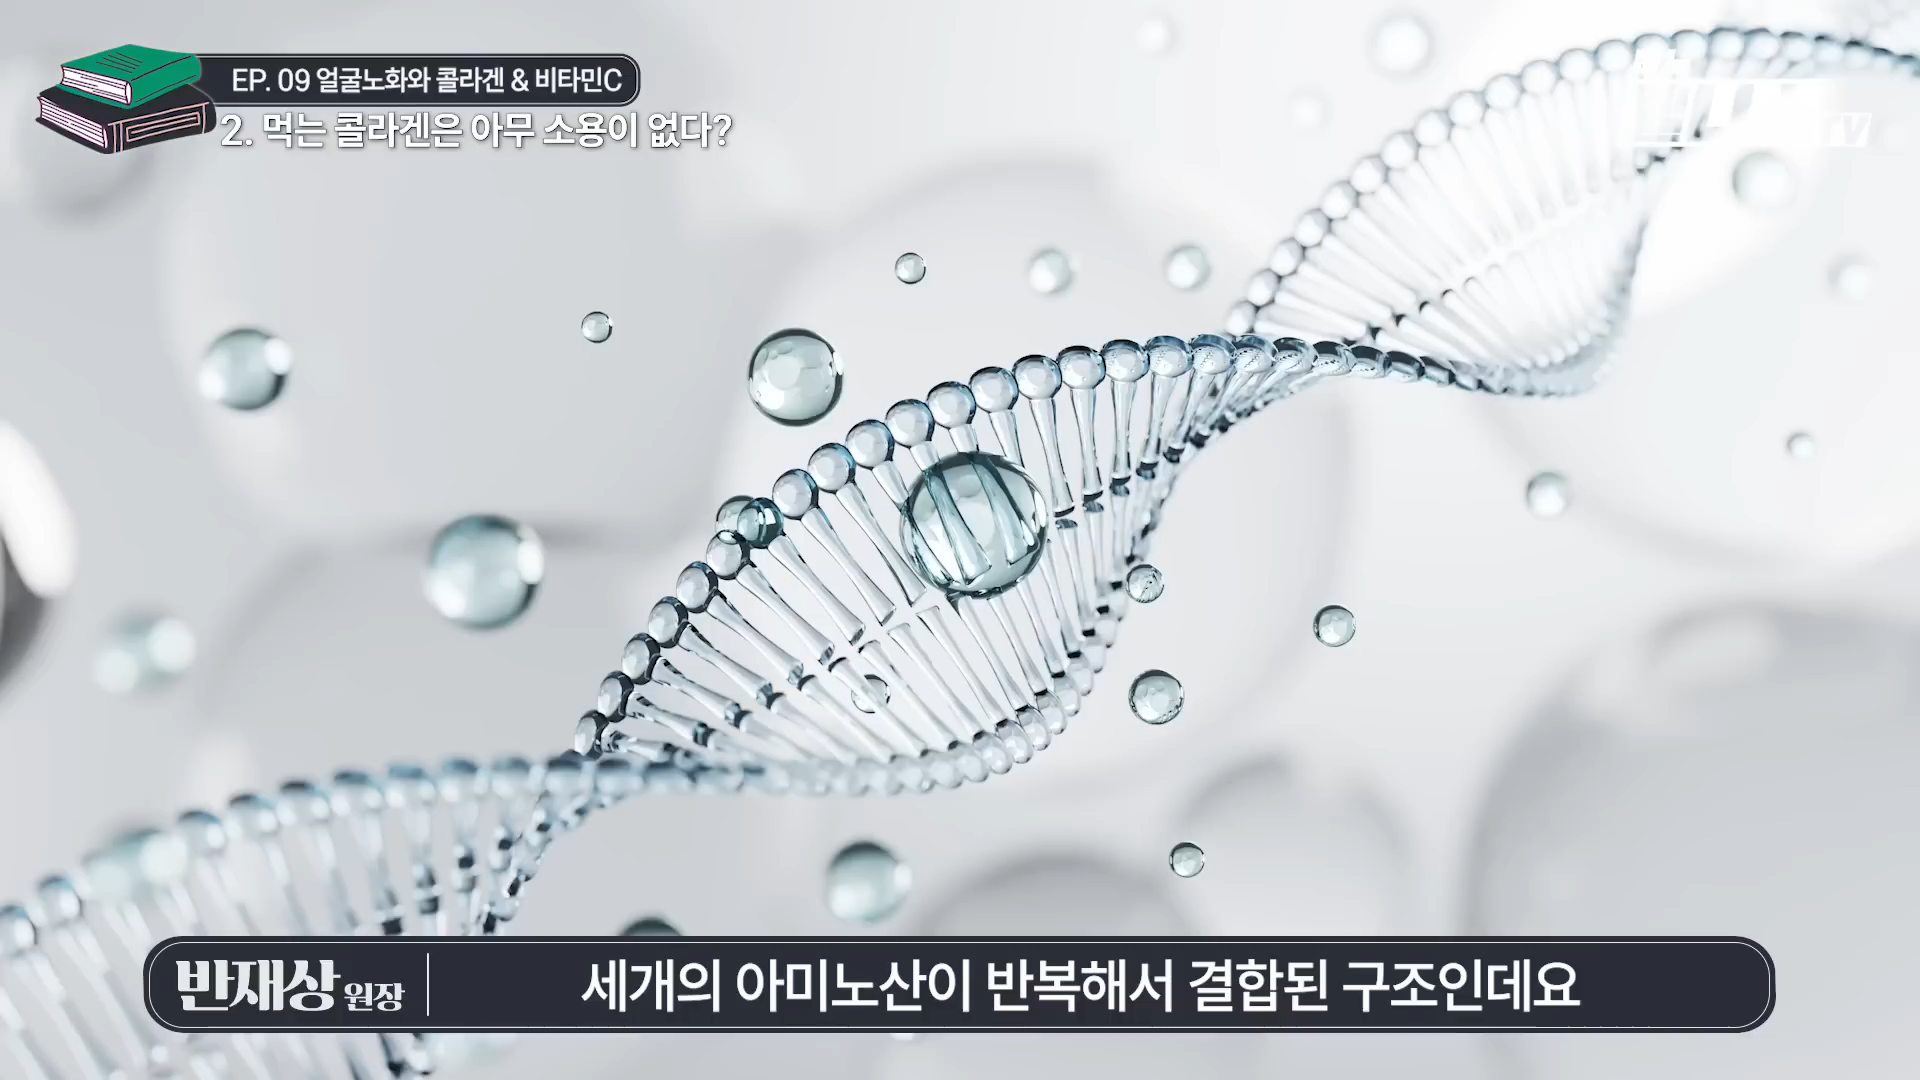 EP. 09 얼굴노화와 콜라겐 & 비타민C
2. 먹는 콜라겐은 아무 소용이 없다?
TV
반재상 원장
세개의 아미노산이 반복해서 결합된 구조인데요